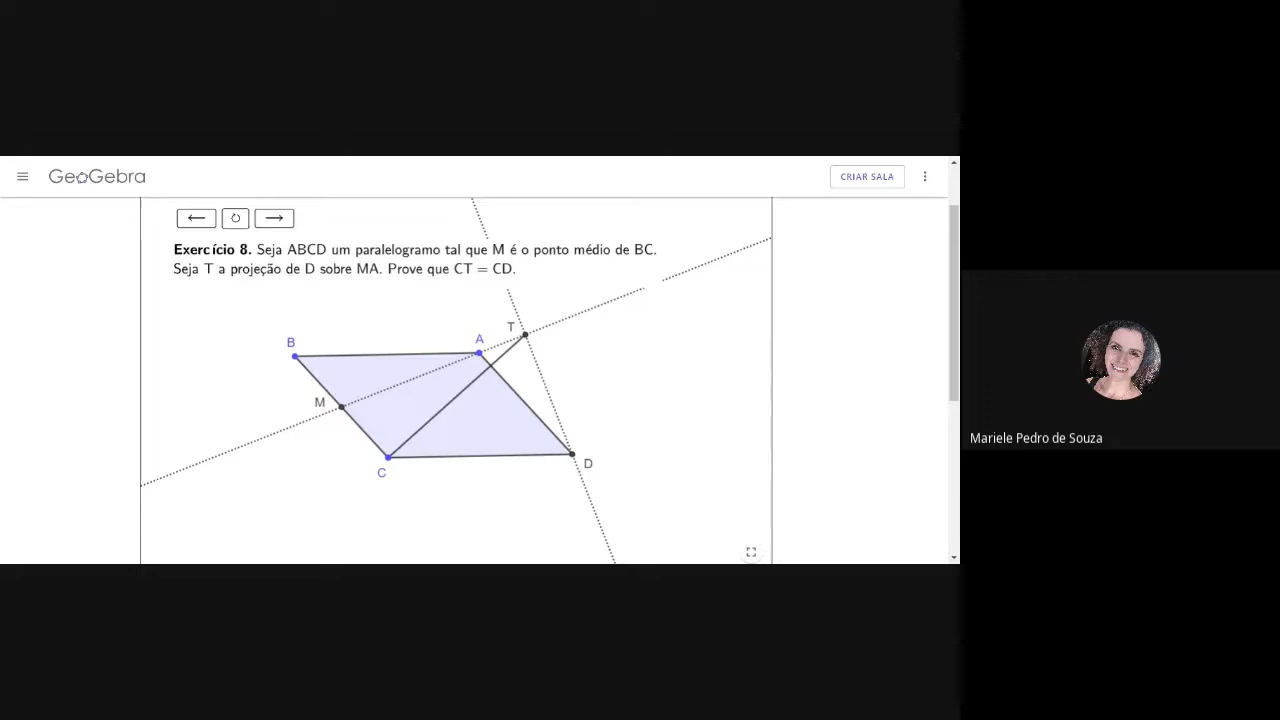 GeoGebra
CRIAR SALA
Exercício 8. Seja ABCD um paralelogramo tal que M é o ponto médio de BC.
Seja T a projeção de D sobre MA. Prove que CT = CD.
T
A
B
M
C
D
Mariele Pedro de Souza